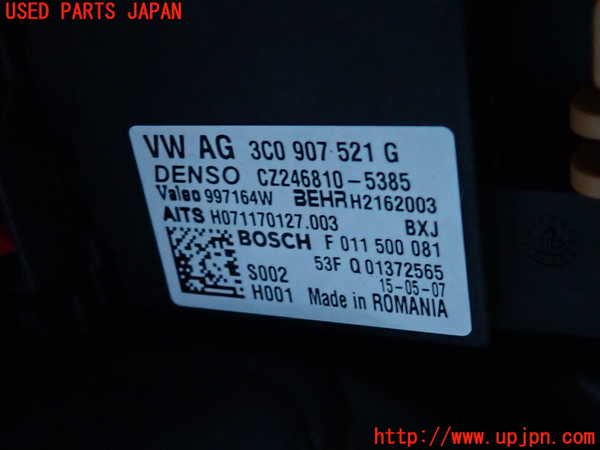 USED PARTS JAPAN
VW AG 3C0 907 521 G
DENSO CZ246810-5385
Valeo 997164W BEHR H2162003
AITS H071170127.003 BXJ
BOSCH F 011 500 081
53F Q 01372565
S002 15-05-07
H001 Made in ROMANIA
http://www.upjpn.com/